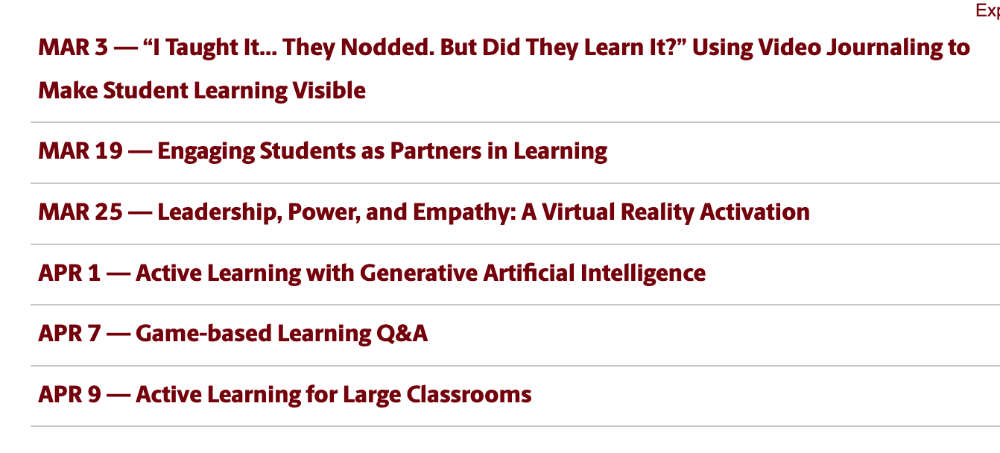 Exp
MAR 3 — “I Taught It... They Nodded. But Did They Learn It?” Using Video Journaling to
Make Student Learning Visible
MAR 19 — Engaging Students as Partners in Learning
MAR 25 — Leadership, Power, and Empathy: A Virtual Reality Activation
APR 1 — Active Learning with Generative Artificial Intelligence
APR 7 — Game-based Learning Q&A
APR 9 — Active Learning for Large Classrooms